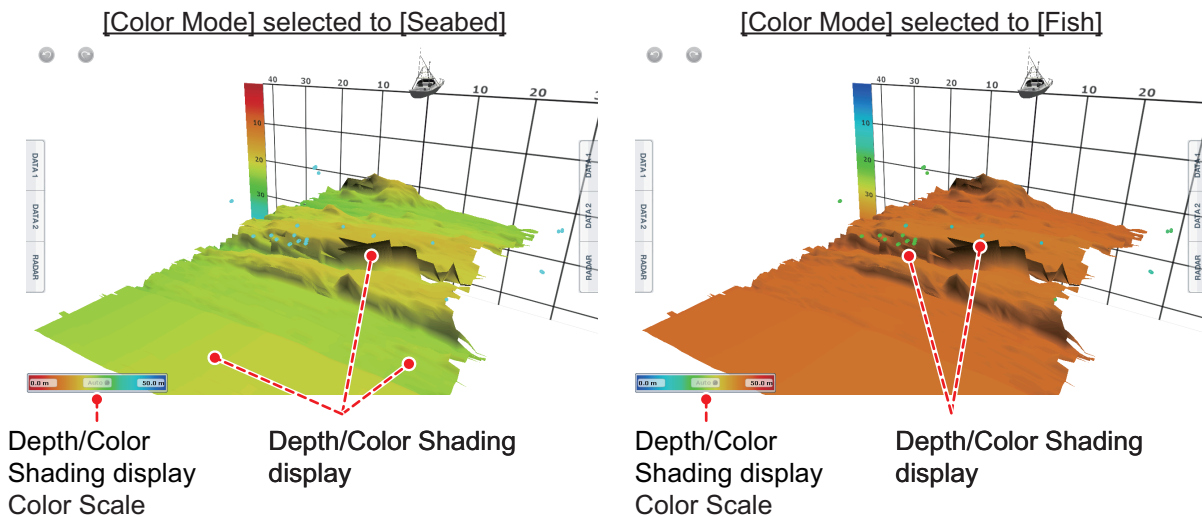 [Color Mode] selected to [Seabed]
40 30 20 10 10 20
10
20
30
DATA 1
DATA 2
RADAR
DATA 1
DATA 2
RADAR
0.0 m Auto 50.0 m
Depth/Color
Shading display
Color Scale
Depth/Color Shading
display
[Color Mode] selected to [Fish]
40 30 20 10 10 20
10
20
30
DATA 1
DATA 2
RADAR
DATA 1
DATA 2
RADAR
0.0 m Auto 50.0 m
Depth/Color
Shading display
Color Scale
Depth/Color Shading
display